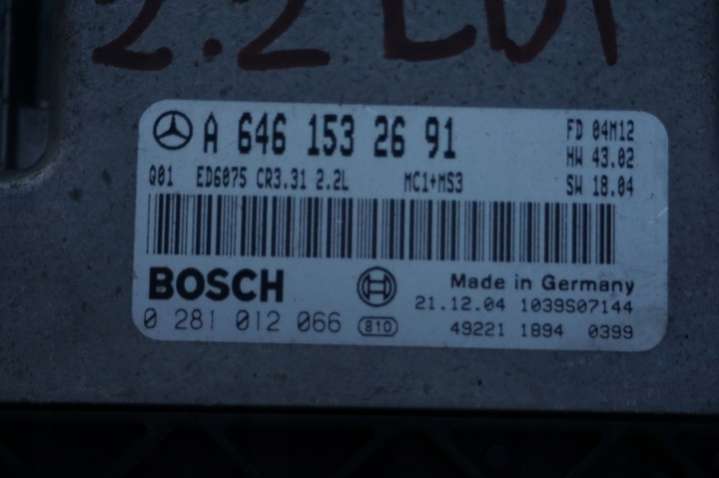 2.2 CDI
A 646 153 26 91
FD 04M12
HW 43.02
Q01 ED6075 CR3.31 2.2L MC1+MS3
SW 18.04
BOSCH
Made in Germany
21.12.04 1039S07144
0 281 012 066 810
49221 1894 0399